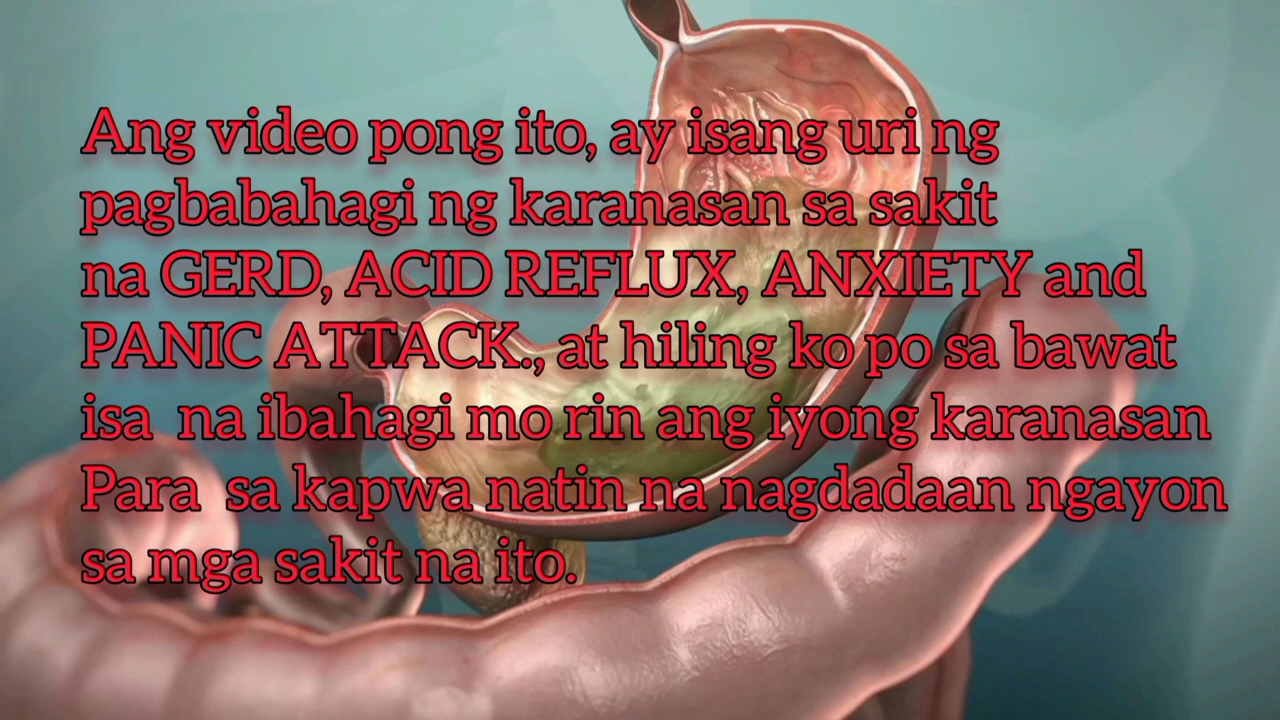 Ang video pong ito, ay isang uri ng
pagbabahagi ng karanasan sa sakit
na GERD, ACID REFLUX, ANXIETY and
PANIC ATTACK., at hiling ko po sa bawat
isa  na ibahagi mo rin ang iyong karanasan
Para  sa kapwa natin na nagdadaan ngayon
sa mga sakit na ito.